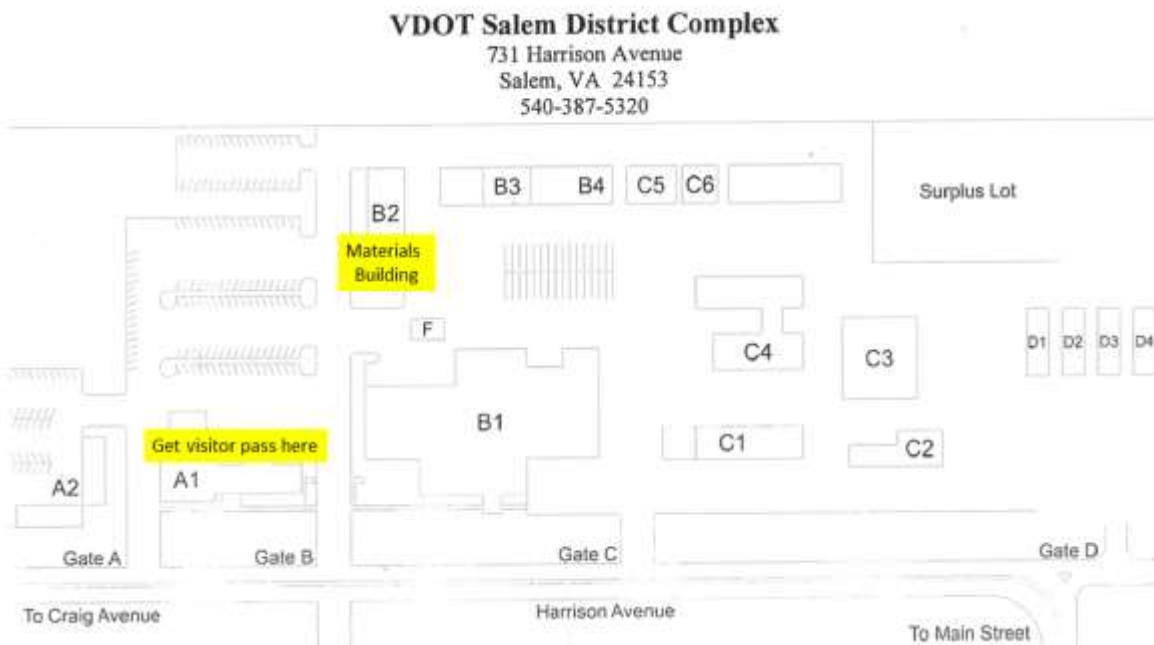 VDOT Salem District Complex
731 Harrison Avenue
Salem, VA 24153
540-387-5320
B3
B4
C5
C6
Surplus Lot
B2
Materials
Building
F
D1
D2
D3
D4
C4
C3
B1
C1
C2
Get visitor pass here
A1
A2
Gate A
Gate B
Gate C
Gate D
To Craig Avenue
Harrison Avenue
To Main Street